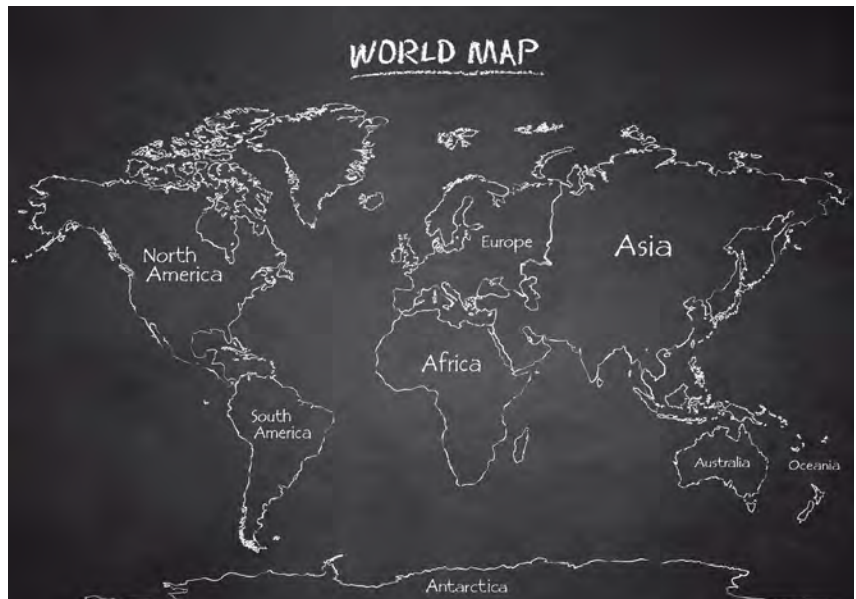 WORLD MAP
North
America
Europe
Asia
Africa
South
America
Australia
Oceania
Antarctica